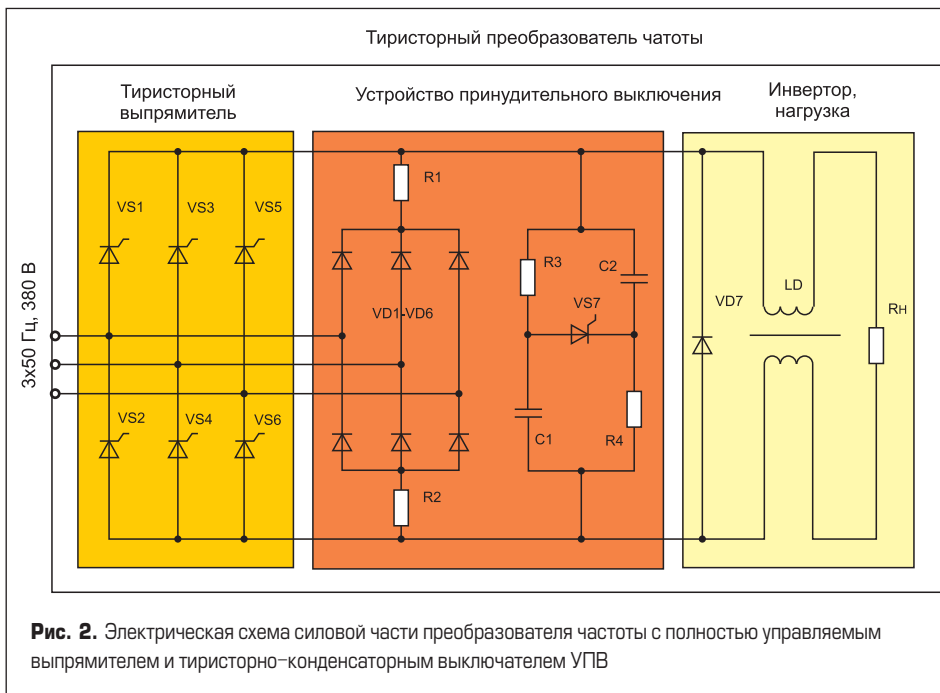 Тиристорный преобразователь чатоты
Тиристорный
выпрямитель
Устройство принудительного выключения
Инвертор,
нагрузка
3x50 Гц, 380 В
VS1
VS3
VS5
VS2
VS4
VS6
R1
VD1-VD6
R2
R3
C2
VS7
C1
R4
VD7
LD
Rн
Рис. 2. Электрическая схема силовой части преобразователя частоты с полностью управляемым
выпрямителем и тиристорно-конденсаторным выключателем УПВ